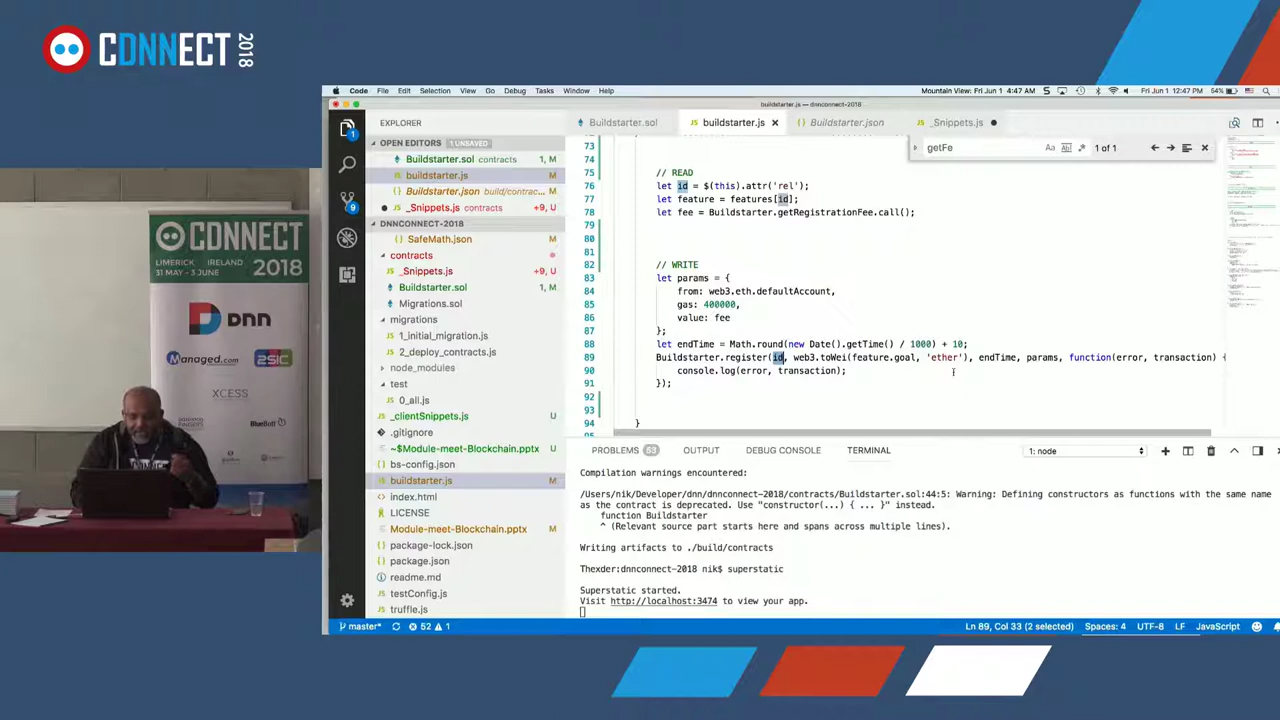 CDNNECT 2018
Code File Edit Selection View Go Debug Tasks Window Help
Mountain View: Fri Jun 1 4:47 AM
54%
Fri Jun 1 12:47 PM
buildstarter.js — dnnconnect-2018
EXPLORER
Buildstarter.sol
buildstarter.js
Buildstarter.json
_Snippets.js
OPEN EDITORS 1 UNSAVED
Buildstarter.sol contracts 1, M
buildstarter.js M
Buildstarter.json build/contrac... M
_Snippets.js contracts +9, M
DNNCONNECT-2018
SafeMath.json M
contracts
_Snippets.js +9, U
Buildstarter.sol 1, M
Migrations.sol
migrations
1_initial_migration.js
2_deploy_contracts.js
node_modules
test
0_all.js
_clientSnippets.js U
.gitignore
~$Module-meet-Blockchain.pptx U
bs-config.json
buildstarter.js M
index.html
LICENSE
Module-meet-Blockchain.pptx M
package-lock.json
package.json
readme.md
testConfig.js
truffle.js
getFe
1 of 1
73
74
75 // READ
76 let id = $(this).attr('rel');
77 let feature = features[id];
78 let fee = Buildstarter.getRegistrationFee.call();
79
80
81
82 // WRITE
83 let params = {
84 from: web3.eth.defaultAccount,
85 gas: 400000,
86 value: fee
87 };
88 let endTime = Math.round(new Date().getTime() / 1000) + 10;
89 Buildstarter.register(id, web3.toWei(feature.goal, 'ether'), endTime, params, function(error, transaction) {
90 console.log(error, transaction);
91 });
92
93
94 }
PROBLEMS 53 OUTPUT DEBUG CONSOLE TERMINAL 1: node
Compilation warnings encountered:
/Users/nik/Developer/dnn/dnnconnect-2018/contracts/Buildstarter.sol:44:5: Warning: Defining constructors as functions with the same name
as the contract is deprecated. Use "constructor(...) { ... }" instead.
function Buildstarter
^ (Relevant source part starts here and spans across multiple lines).
Writing artifacts to ./build/contracts
Thexder:dnnconnect-2018 nik$ superstatic
Superstatic started.
Visit http://localhost:3474 to view your app.
master* 52 1
Ln 89, Col 33 (2 selected) Spaces: 4 UTF-8 LF JavaScript
CDNNECT
LIMERICK IRELAND
31 MAY - 3 JUNE
2018
DNN
Managed.com
2SIC
XCESS
BlueBolt